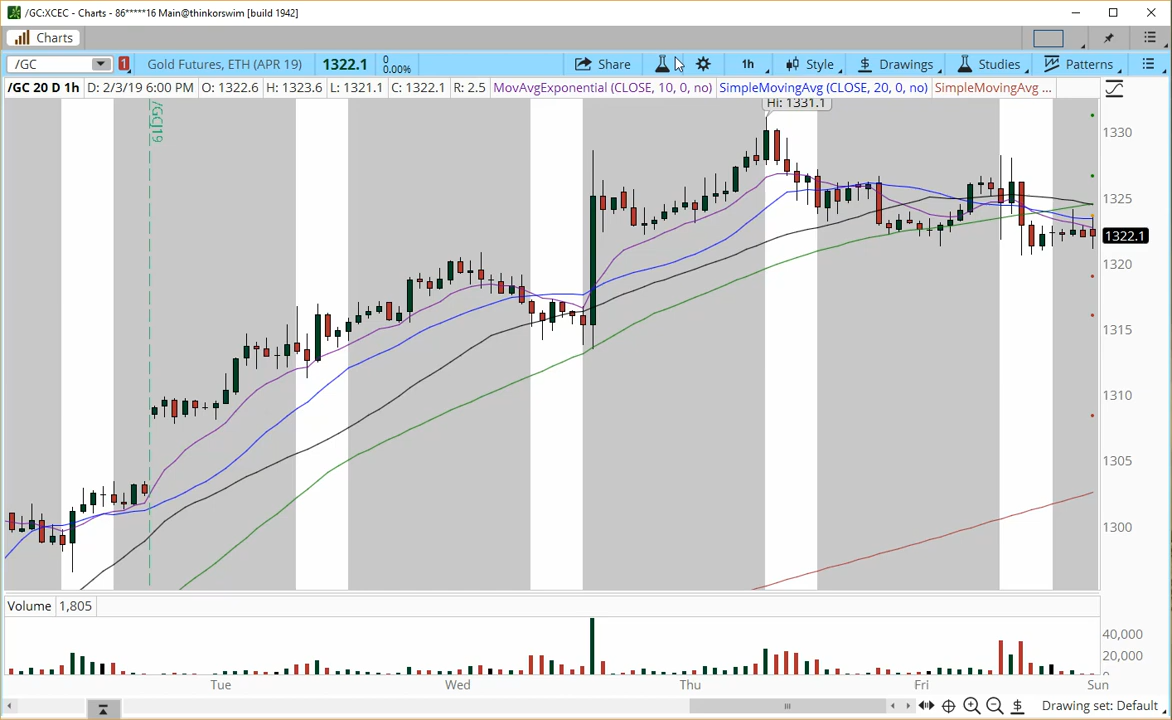 /GC:XCEC - Charts - 86*****16 Main@thinkorswim [build 1942]
Charts
/GC 1 Gold Futures, ETH (APR 19) 1322.1 0 0.00% Share 1h Style $ Drawings Studies Patterns
/GC 20 D 1h D: 2/3/19 6:00 PM O: 1322.6 H: 1323.6 L: 1321.1 C: 1322.1 R: 2.5 MovAvgExponential (CLOSE, 10, 0, no) SimpleMovingAvg (CLOSE, 20, 0, no) SimpleMovingAvg ...
/GCJ19
Hi: 1331.1
1330
1325
1322.1
1320
1315
1310
1305
1300
Volume 1,805
40,000
20,000
Tue Wed Thu Fri Sun
$ Drawing set: Default